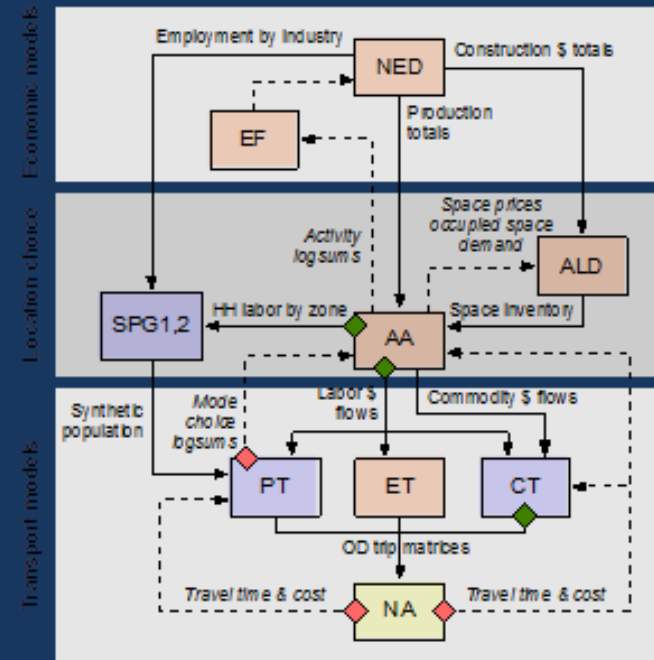 Economic models
Employment by Industry
NED
Construction $ totals
EF
Production
totals
Location choice
Activity
logsums
Space prices
occupied space
demand
ALD
SPG1,2
HH labor by zone
AA
Space Inventory
Transport models
Synthetic
population
Mode
choice
logsums
Labor $
flows
Commodity $ flows
PT
ET
CT
OD trip matrices
Travel time & cost
NA
Travel time & cost